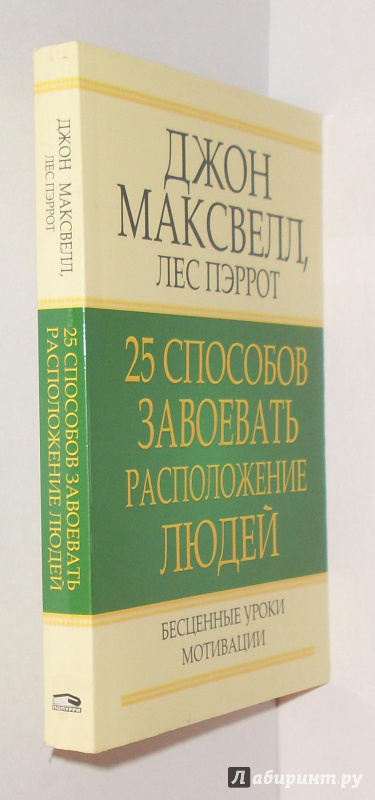 ДЖОН МАКСВЕЛЛ,
ЛЕС ПЭРРОТ
25 СПОСОБОВ ЗАВОЕВАТЬ
РАСПОЛОЖЕНИЕ ЛЮДЕЙ
ПОПУРРИ
ДЖОН
МАКСВЕЛЛ,
ЛЕС ПЭРРОТ
25 СПОСОБОВ
ЗАВОЕВАТЬ
РАСПОЛОЖЕНИЕ
ЛЮДЕЙ
БЕСЦЕННЫЕ УРОКИ
МОТИВАЦИИ
Лабиринт.ру